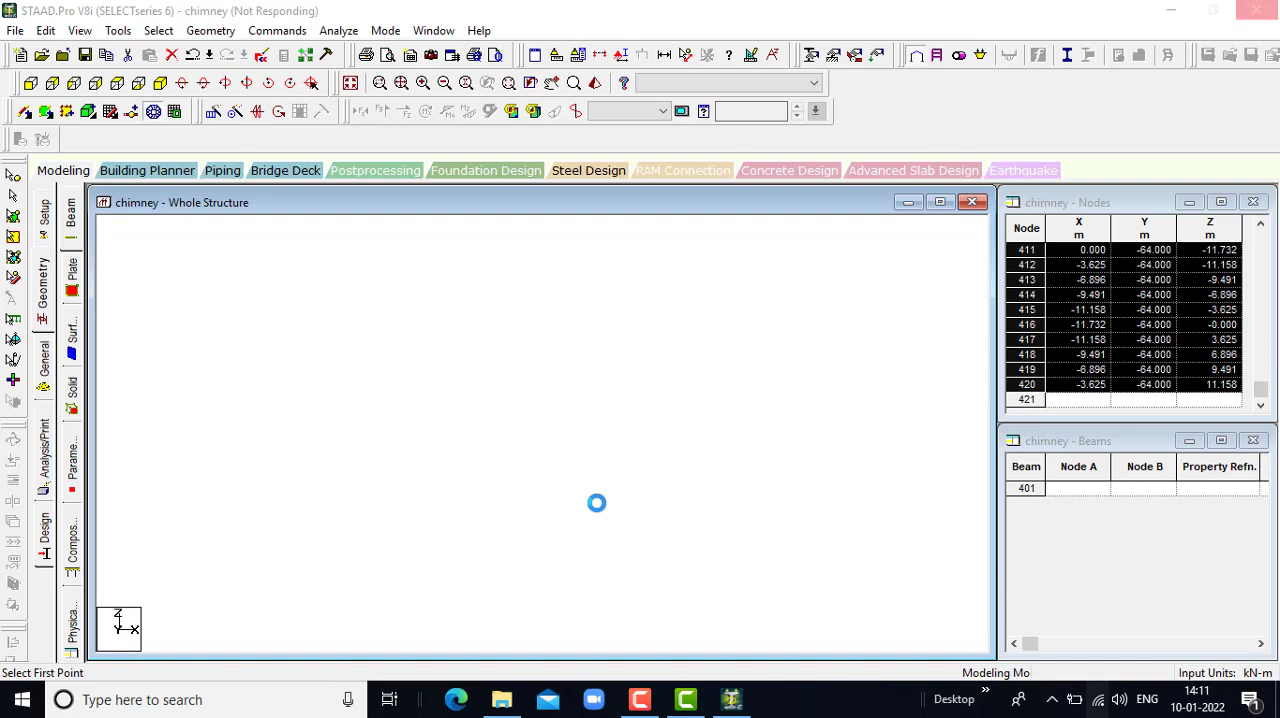 STAAD.Pro V8i (SELECTseries 6) - chimney (Not Responding)
File Edit View Tools Select Geometry Commands Analyze Mode Window Help
Modeling Building Planner Piping Bridge Deck Postprocessing Foundation Design Steel Design RAM Connection Concrete Design Advanced Slab Design Earthquake
Setup
Geometry
General
Analysis/Print
Design
Beam
Plate
Surf...
Solid
Parame...
Compos...
Physica...
chimney - Whole Structure
Z
Y X
chimney - Nodes
Node X m Y m Z m
411 0.000 -64.000 -11.732
412 -3.625 -64.000 -11.158
413 -6.896 -64.000 -9.491
414 -9.491 -64.000 -6.896
415 -11.158 -64.000 -3.625
416 -11.732 -64.000 -0.000
417 -11.158 -64.000 3.625
418 -9.491 -64.000 6.896
419 -6.896 -64.000 9.491
420 -3.625 -64.000 11.158
421
chimney - Beams
Beam Node A Node B Property Refn.
401
Select First Point Modeling Mo Input Units: kN-m
Type here to search Desktop » ENG 14:11
10-01-2022
1